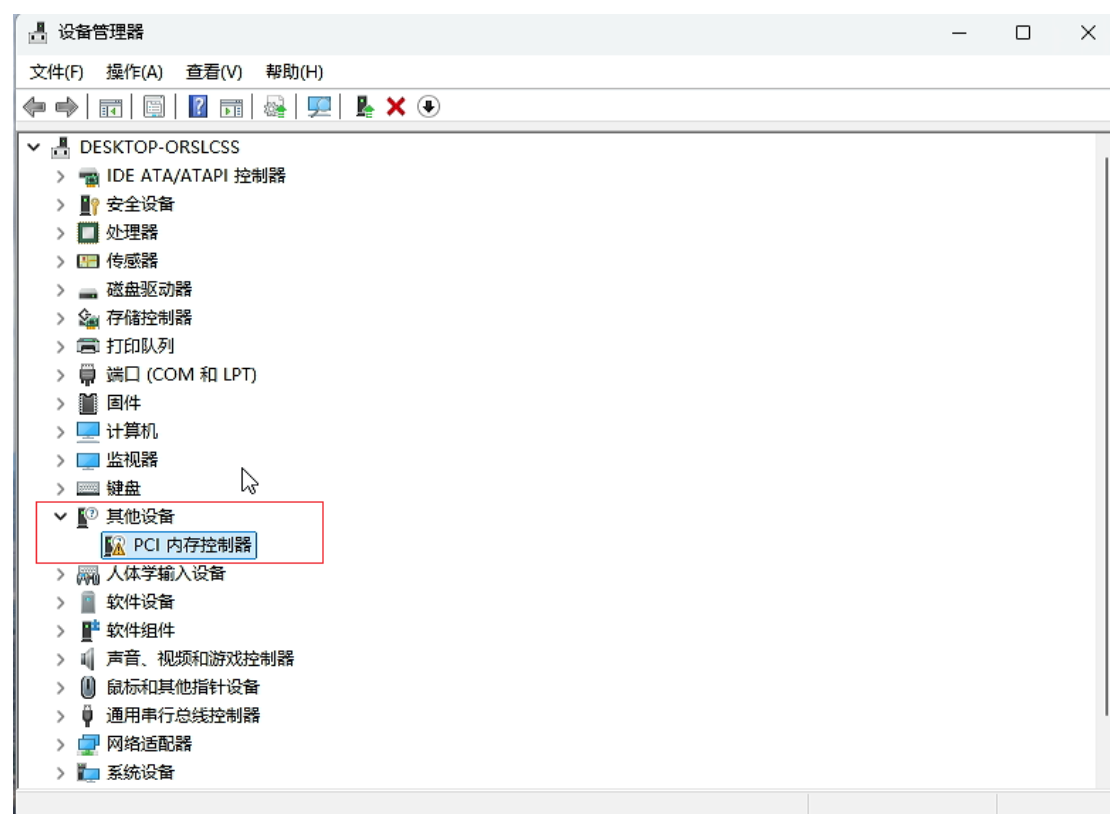 设备管理器
文件(F) 操作(A) 查看(V) 帮助(H)
DESKTOP-ORSLCSS
IDE ATA/ATAPI 控制器
安全设备
处理器
传感器
磁盘驱动器
存储控制器
打印队列
端口 (COM 和 LPT)
固件
计算机
监视器
键盘
其他设备
PCI 内存控制器
人体学输入设备
软件设备
软件组件
声音、视频和游戏控制器
鼠标和其他指针设备
通用串行总线控制器
网络适配器
系统设备